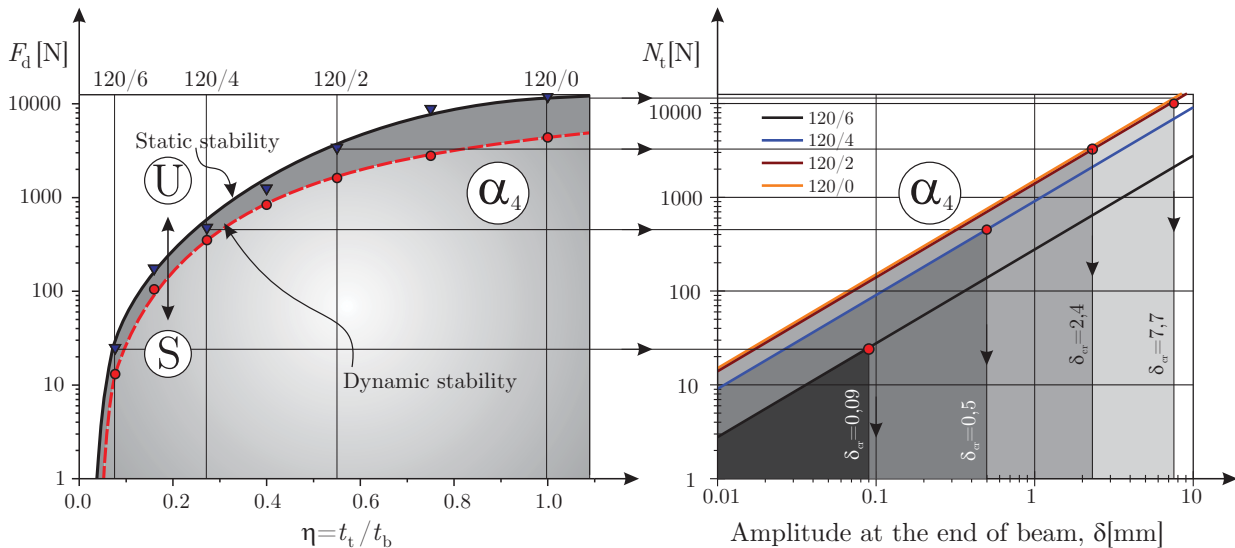 F_d[N]
120/6 120/4 120/2 120/0
10000
1000
100
10
1
0.0 0.2 0.4 0.6 0.8 1.0
η=t_t/t_b
Static stability
U
S
α_4
Dynamic stability
N_t[N]
10000
1000
100
10
1
0.01 0.1 1 10
Amplitude at the end of beam, δ[mm]
120/6
120/4
120/2
120/0
α_4
δ_cr=0,09
δ_cr=0,5
δ_cr=2,4
δ_cr=7,7